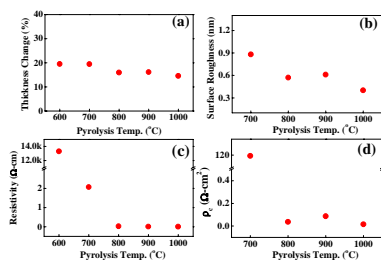 (a)
Thickness Change (%)
40
30
20
10
0
600 700 800 900 1000
Pyrolysis Temp. (°C)
(b)
Surface Roughness (nm)
1.5
1.2
0.9
0.6
0.3
700 800 900 1000
Pyrolysis Temp. (°C)
(c)
Resistivity (Ω-cm)
14.0k
12.0k
2
0
600 700 800 900 1000
Pyrolysis Temp. (°C)
(d)
ρc (Ω-cm²)
120
0.4
0.2
0.0
700 800 900 1000
Pyrolysis Temp. (°C)